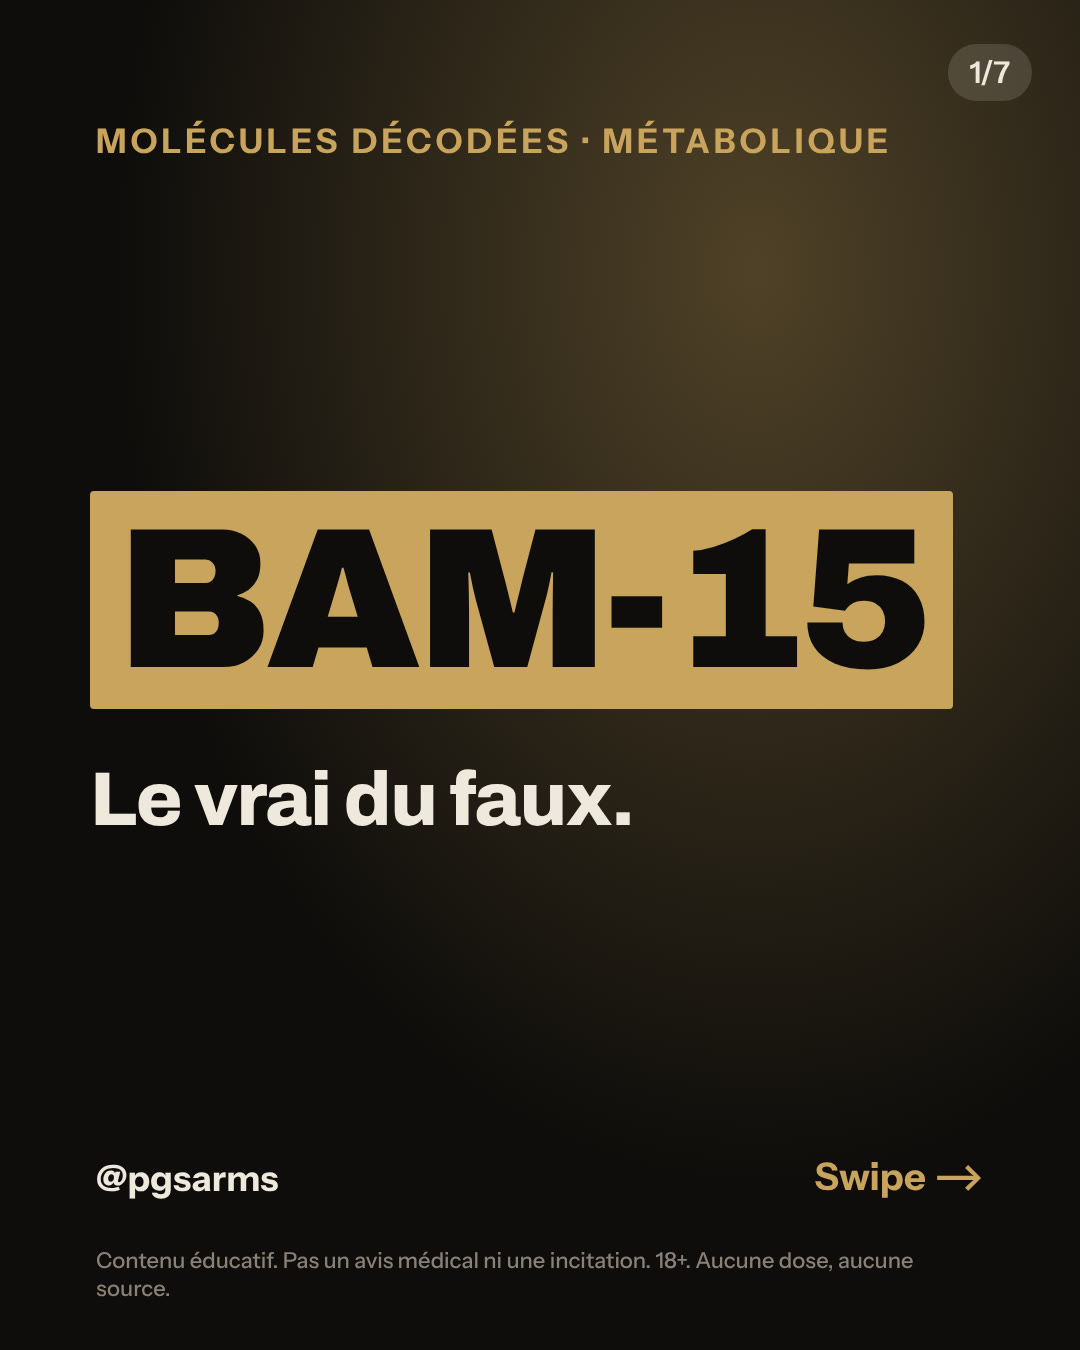 1/7
MOLÉCULES DÉCODÉES · MÉTABOLIQUE
BAM-15
Le vrai du faux.
@pgsarms
Swipe →
Contenu éducatif. Pas un avis médical ni une incitation. 18+. Aucune dose, aucune
source.